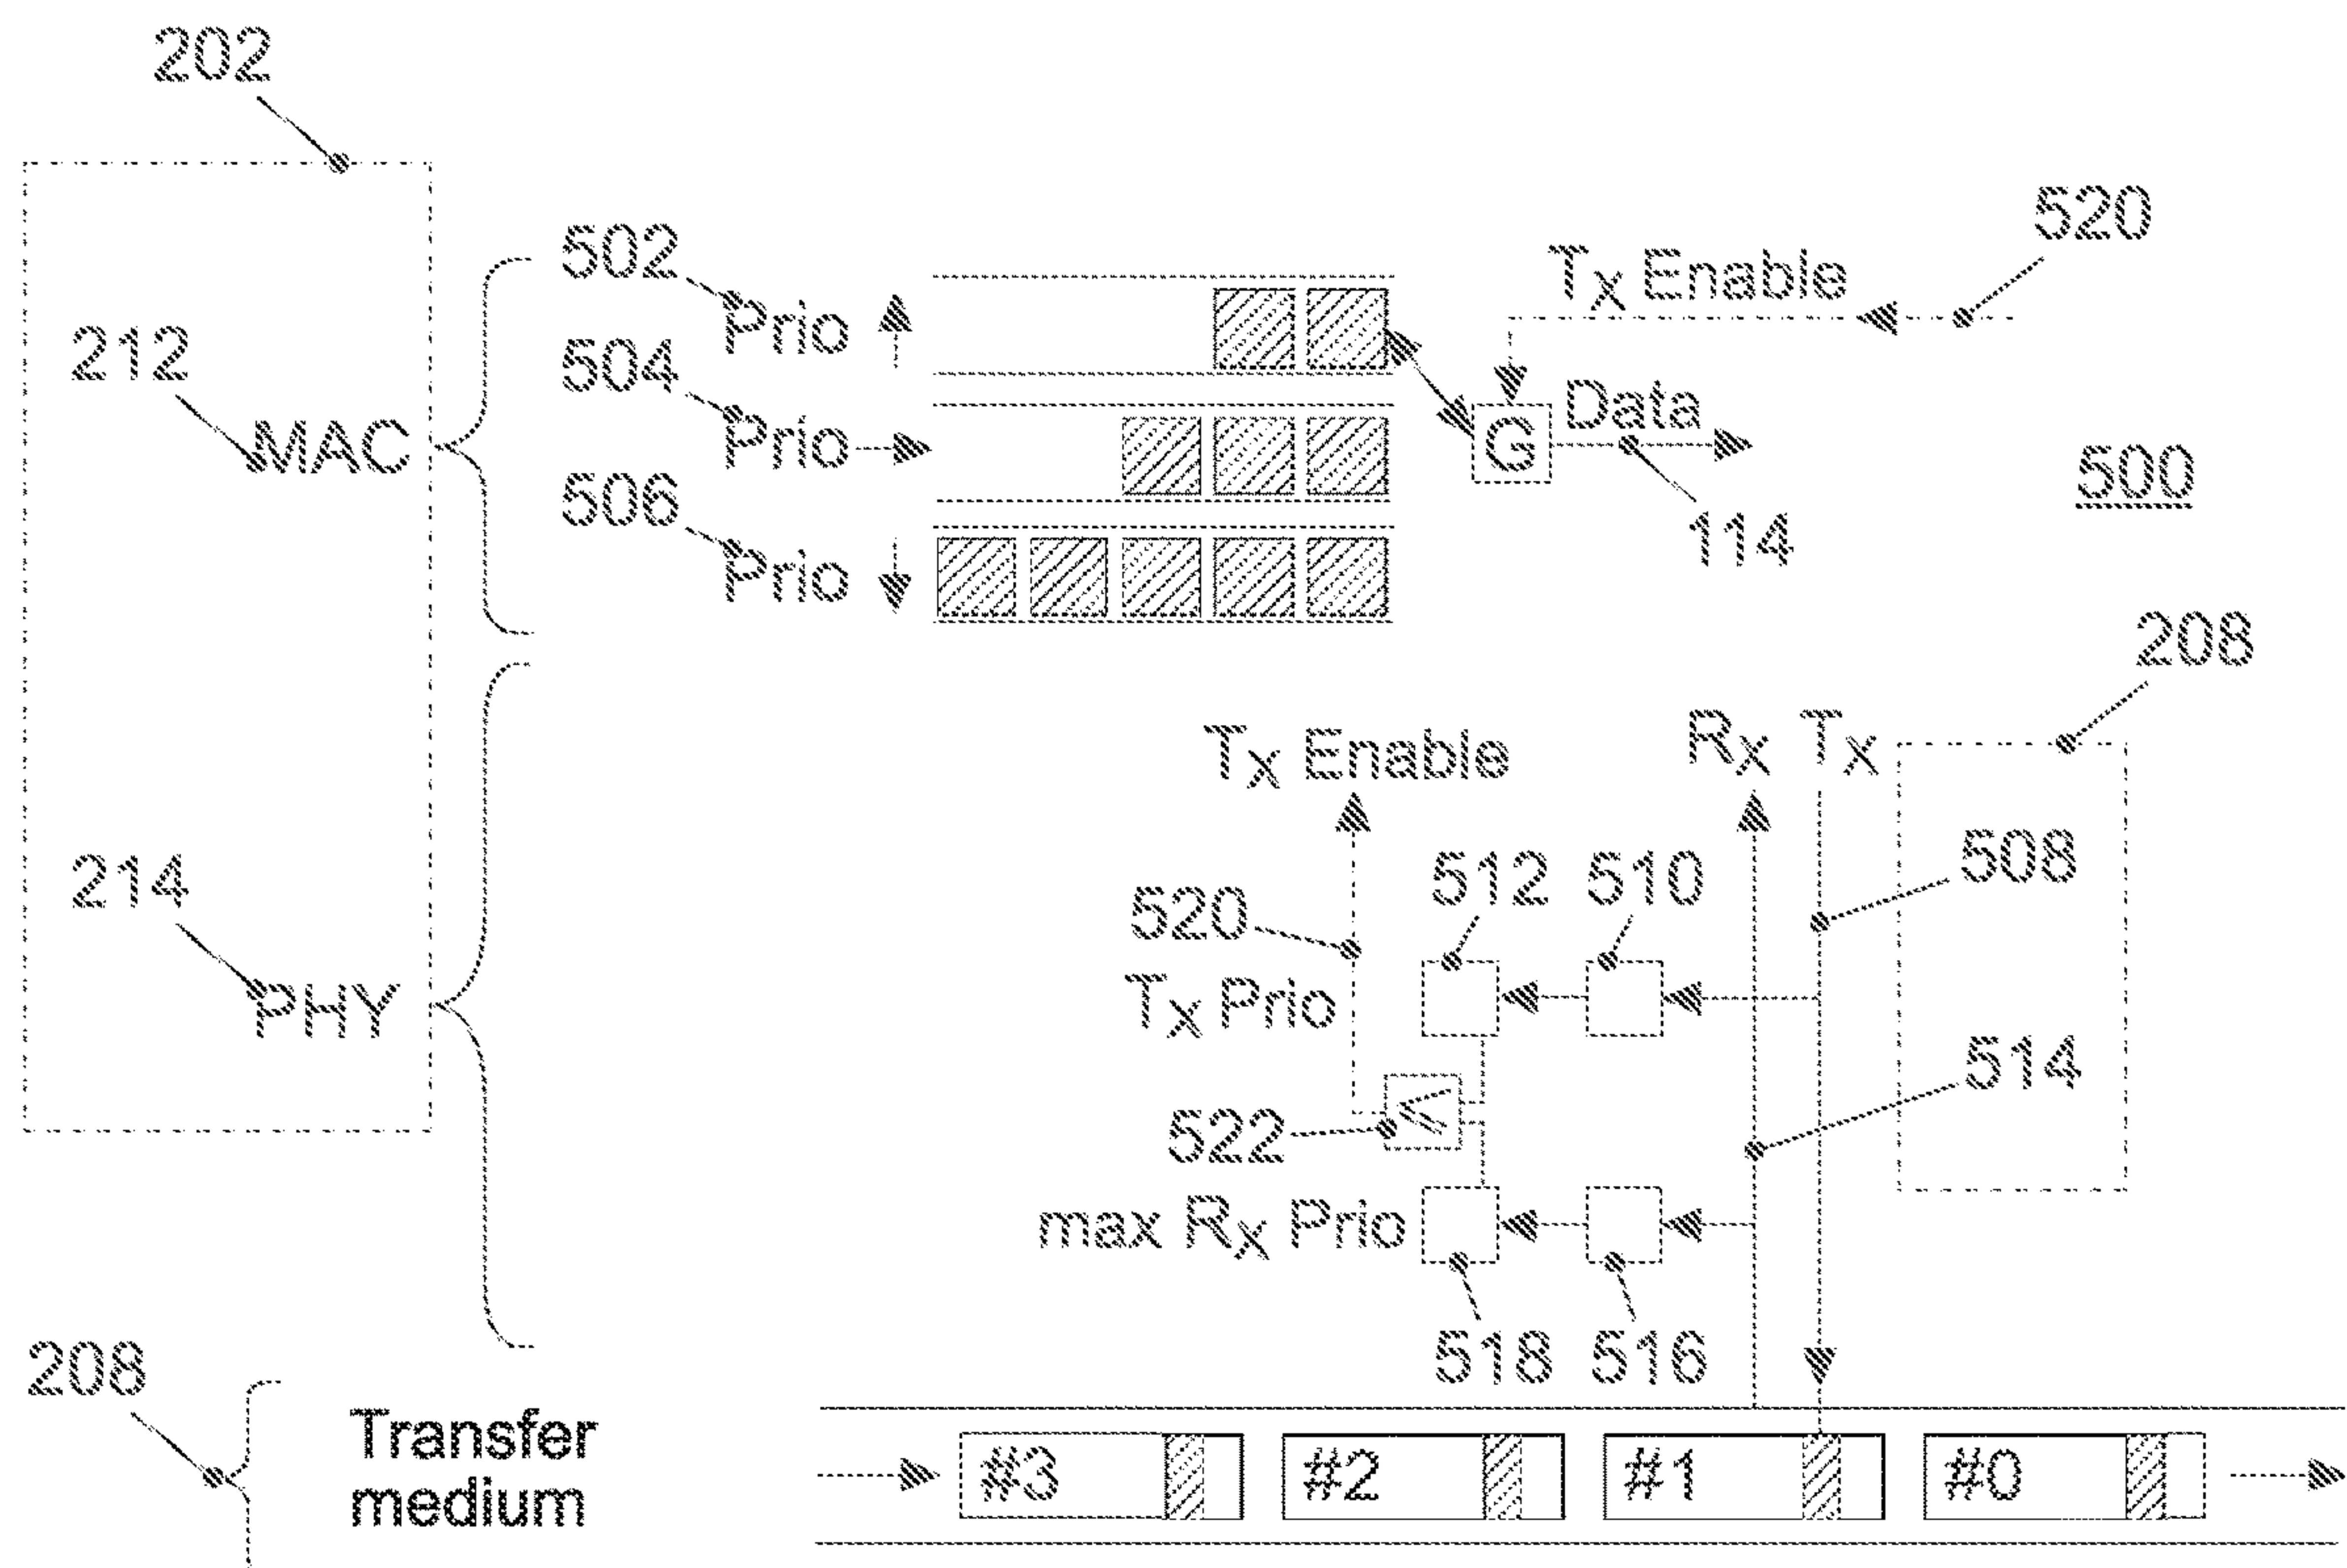 202
520
502
Tx Enable
212
Prio
504
Data
MAC
Prio
G
500
506
114
Prio
208
Tx Enable
Rx Tx
214
512
510
508
520
PHY
Tx Prio
514
522
≤
max Rx Prio
518
516
208
Transfer
medium
#3
#2
#1
#0